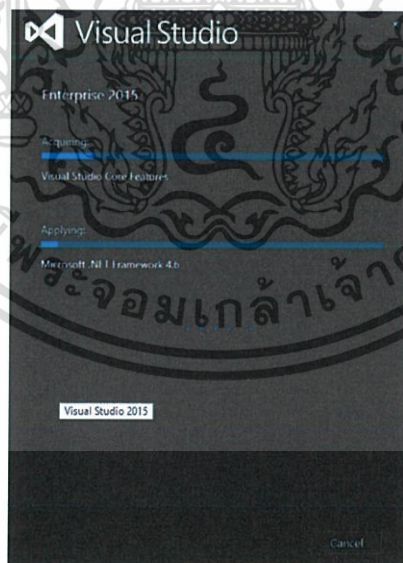 Visual Studio
Enterprise 2015
Acquiring:
Visual Studio Core Features
Applying:
Microsoft .NET Framework 4.6
พระจอมเกล้าเจ้า
Visual Studio 2015
Cancel